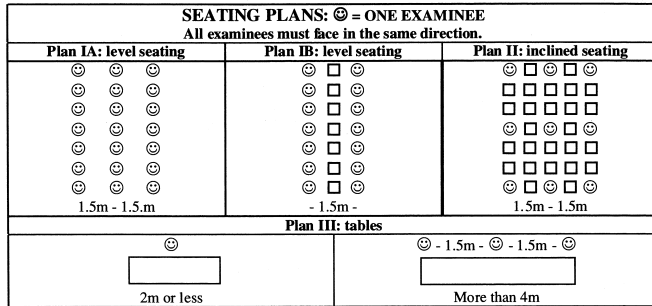 SEATING PLANS: ☺ = ONE EXAMINEE
All examinees must face in the same direction.
Plan IA: level seating
Plan IB: level seating
Plan II: inclined seating
1.5m - 1.5.m
- 1.5m -
1.5m - 1.5m
Plan III: tables
☺ - 1.5m - ☺ - 1.5m - ☺
2m or less
More than 4m